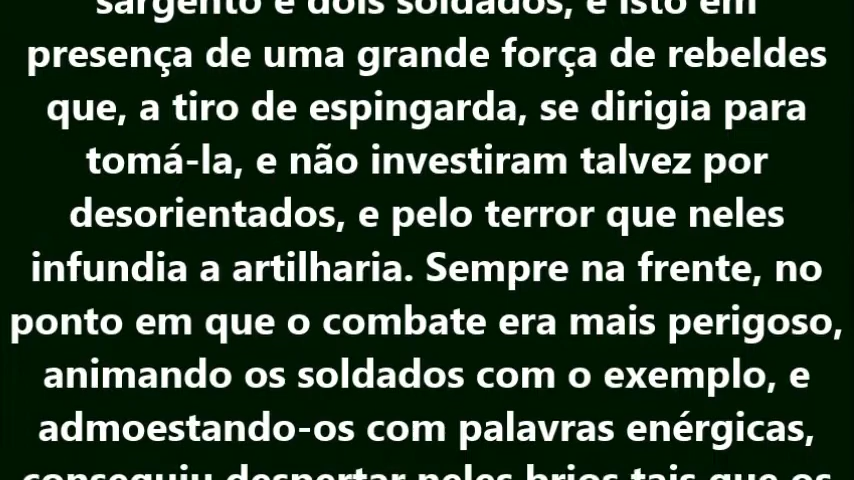 sargento e dois soldados, e isto em
presença de uma grande força de rebeldes
que, a tiro de espingarda, se dirigia para
tomá-la, e não investiram talvez por
desorientados, e pelo terror que neles
infundia a artilharia. Sempre na frente, no
ponto em que o combate era mais perigoso,
animando os soldados com o exemplo, e
admoestando-os com palavras enérgicas,
conseguiu despertar neles brios tais que os